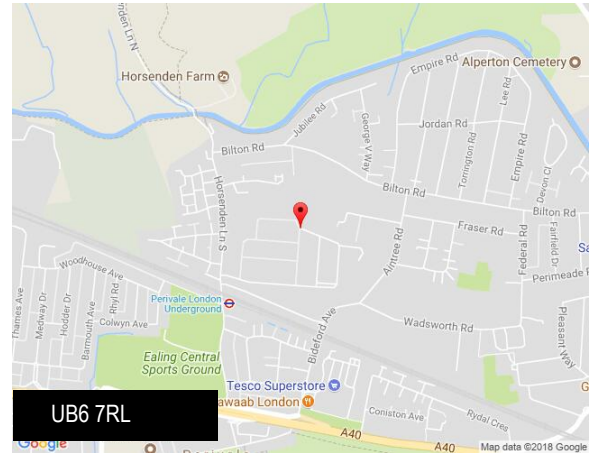 Horsenden Ln N
Horsenden Farm
Empire Rd
Alperton Cemetery
Lee Rd
Jubilee Rd
George V Way
Jordan Rd
Torrington Rd
Empire Rd
Bilton Rd
Devon Cl
Horsenden Ln S
Bilton Rd
Bilton Rd
Fraser Rd
Federal Rd
Fairfield Dr
Sa
Aintree Rd
Woodhouse Ave
Penmeade R
Thames Ave
Medway Dr
Hodder Dr
Barmouth Ave
Rhyl Rd
Colwyn Ave
Perivale London
Underground
Bideford Ave
Wadsworth Rd
Pleasant Way
Ealing Central
Sports Ground
Tesco Superstore
awaab London
G
Coniston Ave
Rydal Cres
UB6 7RL
A40
A40
Google
Map data ©2018 Google